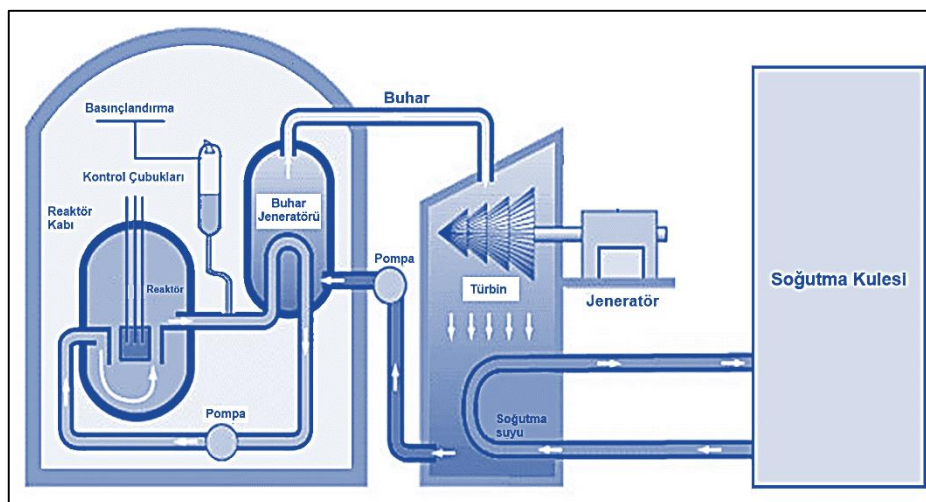 Basınçlandırma
Kontrol Çubukları
Reaktör
Kabı
Reaktör
Buhar
Jeneratörü
Buhar
Pompa
Pompa
Türbin
Jeneratör
Soğutma
suyu
Soğutma Kulesi